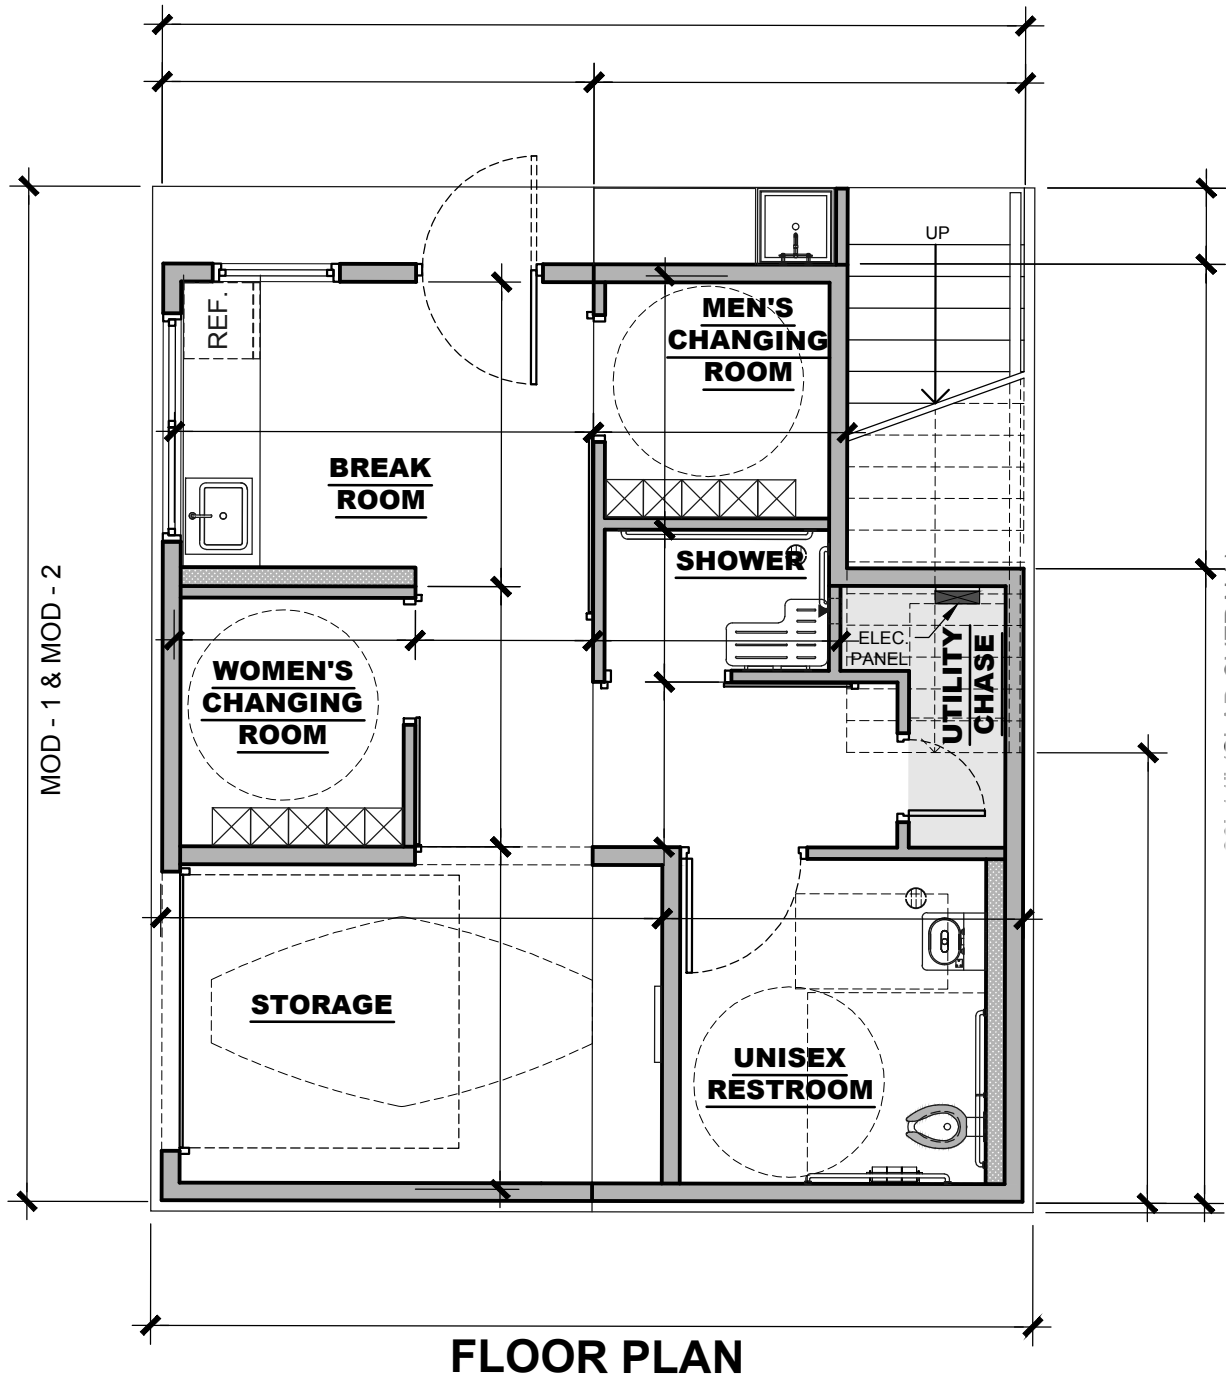 UP
REF.
MEN'S
CHANGING
ROOM
BREAK
ROOM
SHOWER
MOD - 1 & MOD - 2
ELEC.
PANEL
UTILITY
CHASE
WOMEN'S
CHANGING
ROOM
STORAGE
UNISEX
RESTROOM
FLOOR PLAN